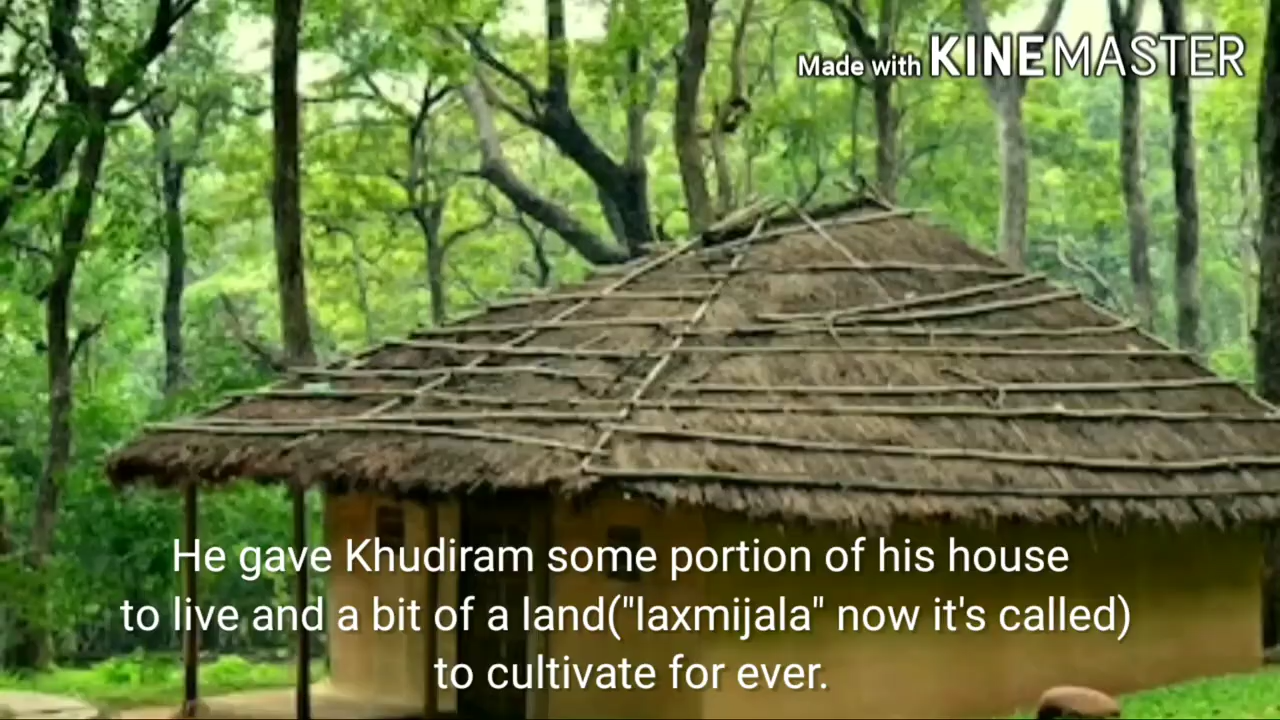 Made with KINEMASTER
He gave Khudiram some portion of his house
to live and a bit of a land("laxmijala" now it's called)
to cultivate for ever.